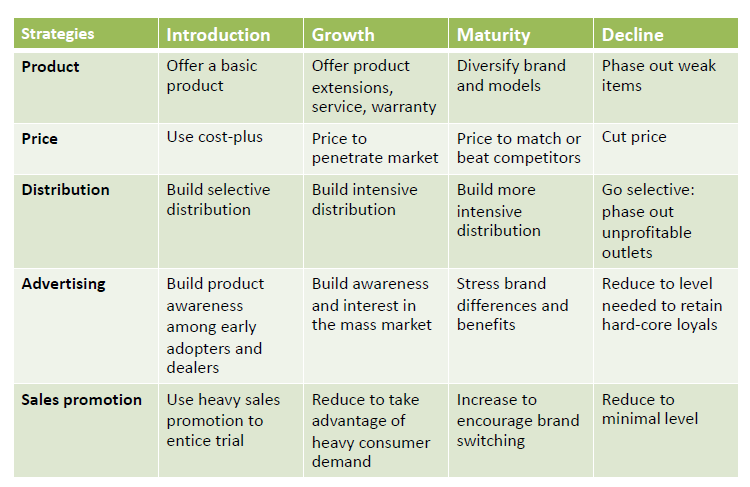 Strategies Introduction Growth Maturity Decline
Product
Offer a basic
product
Offer product
extensions,
service, warranty
Diversify brand
and models
Phase out weak
items
Price
Use cost-plus
Price to
penetrate market
Price to match or
beat competitors
Cut price
Distribution
Build selective
distribution
Build intensive
distribution
Build more
intensive
distribution
Go selective:
phase out
unprofitable
outlets
Advertising
Build product
awareness
among early
adopters and
dealers
Build awareness
and interest in
the mass market
Stress brand
differences and
benefits
Reduce to level
needed to retain
hard-core loyals
Sales promotion
Use heavy sales
promotion to
entice trial
Reduce to take
advantage of
heavy consumer
demand
Increase to
encourage brand
switching
Reduce to
minimal level